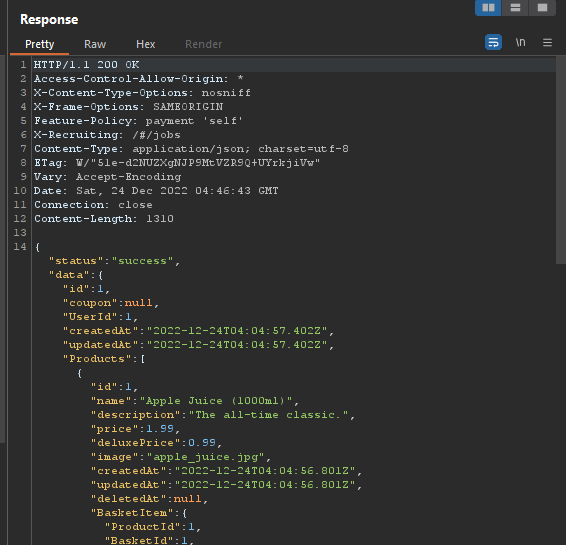 Response
Pretty Raw Hex Render
\n
1 HTTP/1.1 200 OK
2 Access-Control-Allow-Origin: *
3 X-Content-Type-Options: nosniff
4 X-Frame-Options: SAMEORIGIN
5 Feature-Policy: payment 'self'
6 X-Recruiting: /#/jobs
7 Content-Type: application/json; charset=utf-8
8 ETag: W/"51e-d2NUZXgNJP9MtVZR9Q+UYrkjiVw"
9 Vary: Accept-Encoding
10 Date: Sat, 24 Dec 2022 04:46:43 GMT
11 Connection: close
12 Content-Length: 1310
13
14 {
"status":"success",
"data":{
"id":1,
"coupon":null,
"UserId":1,
"createdAt":"2022-12-24T04:04:57.402Z",
"updatedAt":"2022-12-24T04:04:57.402Z",
"Products":[
{
"id":1,
"name":"Apple Juice (1000ml)",
"description":"The all-time classic.",
"price":1.99,
"deluxePrice":0.99,
"image":"apple_juice.jpg",
"createdAt":"2022-12-24T04:04:56.801Z",
"updatedAt":"2022-12-24T04:04:56.801Z",
"deletedAt":null,
"BasketItem":{
"ProductId":1,
"BasketId":1,